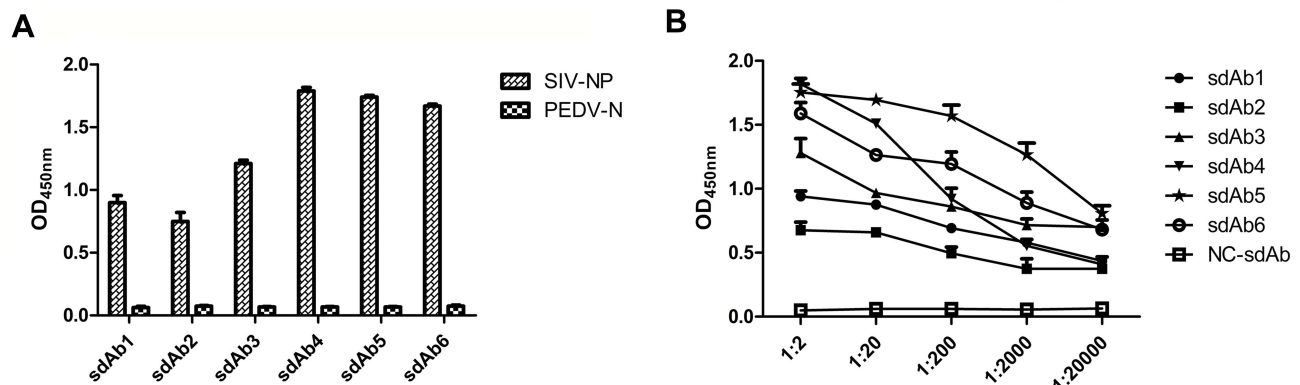 A
OD450nm
2.0
1.5
1.0
0.5
0.0
sdAb1
sdAb2
sdAb3
sdAb4
sdAb5
sdAb6
SIV-NP
PEDV-N
B
OD450nm
2.0
1.5
1.0
0.5
0.0
1:2
1:20
1:200
1:2000
1:20000
sdAb1
sdAb2
sdAb3
sdAb4
sdAb5
sdAb6
NC-sdAb